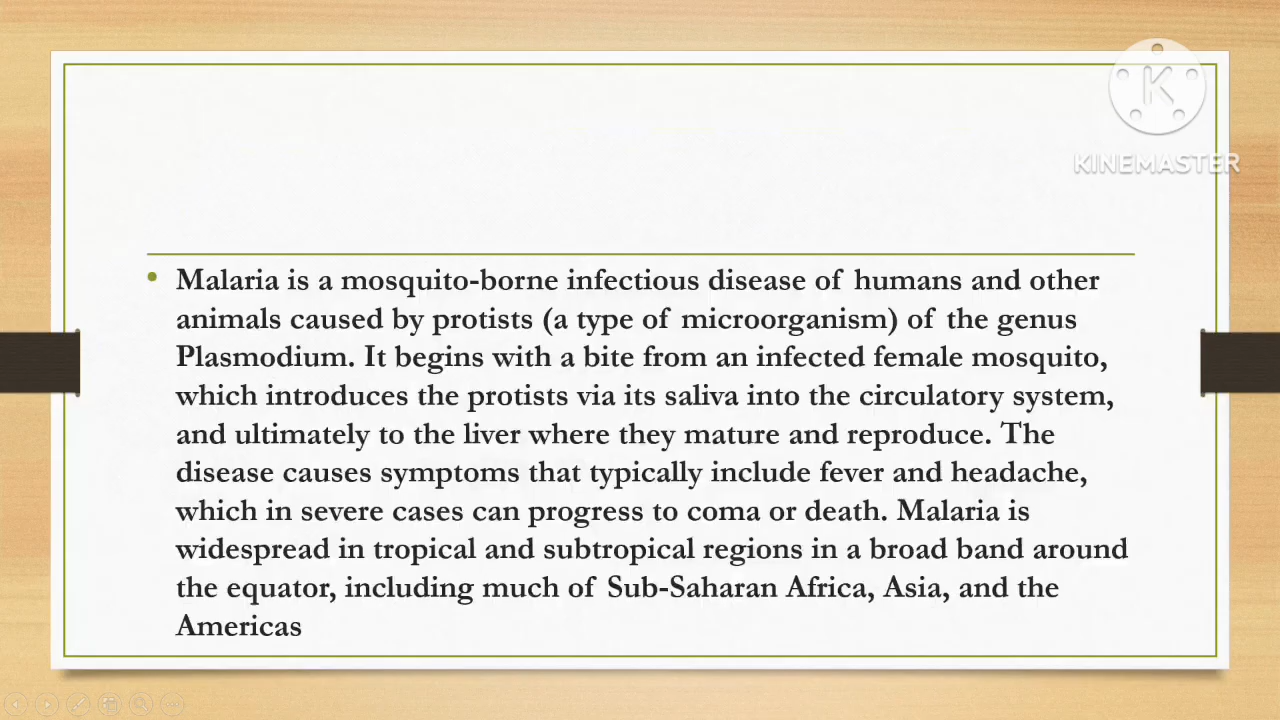 K
KINEMASTER
• Malaria is a mosquito-borne infectious disease of humans and other
animals caused by protists (a type of microorganism) of the genus
Plasmodium. It begins with a bite from an infected female mosquito,
which introduces the protists via its saliva into the circulatory system,
and ultimately to the liver where they mature and reproduce. The
disease causes symptoms that typically include fever and headache,
which in severe cases can progress to coma or death. Malaria is
widespread in tropical and subtropical regions in a broad band around
the equator, including much of Sub-Saharan Africa, Asia, and the
Americas